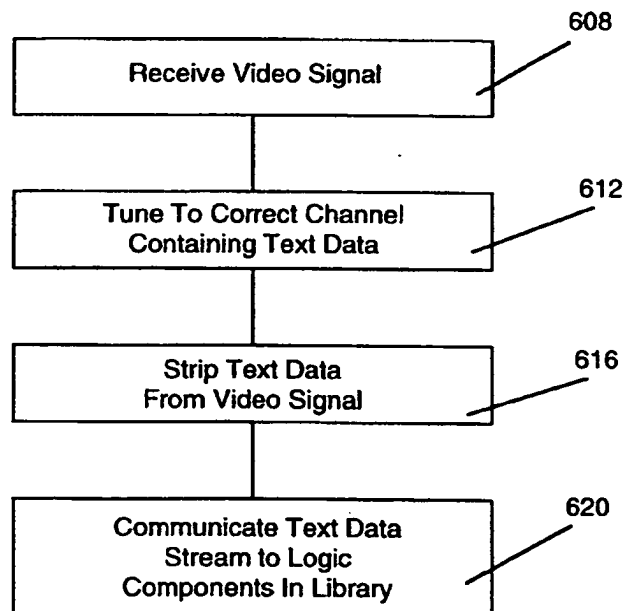 608
Receive Video Signal
612
Tune To Correct Channel
Containing Text Data
616
Strip Text Data
From Video Signal
620
Communicate Text Data
Stream to Logic
Components In Library